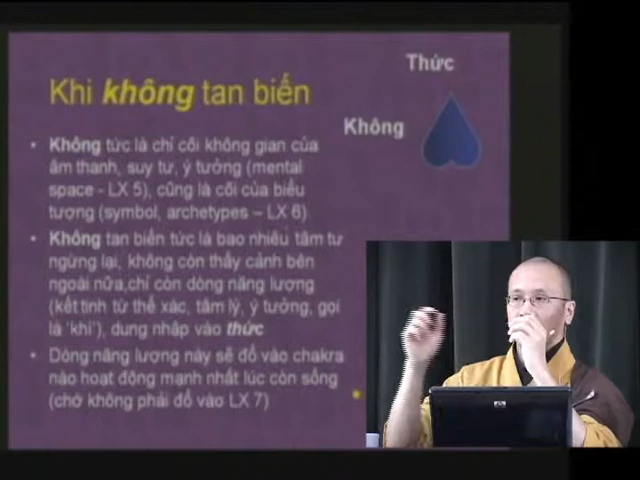 Thức
Khi không tan biến
Không
• Không tức là chỉ cõi không gian của
âm thanh, suy tư, ý tưởng (mental
space - LX 5), cũng là cõi của biểu
tượng (symbol, archetypes – LX 6)
• Không tan biến tức là bao nhiêu tâm tư
ngừng lại, không còn thấy cảnh bên
ngoài nữa,chỉ còn dòng năng lượng
(kết tinh từ thể xác, tâm lý, ý tưởng, gọi
là 'khí'), dung nhập vào thức
• Dòng năng lượng này sẽ đổ vào chakra
nào hoạt động mạnh nhất lúc còn sống
(chớ không phải đổ vào LX 7)